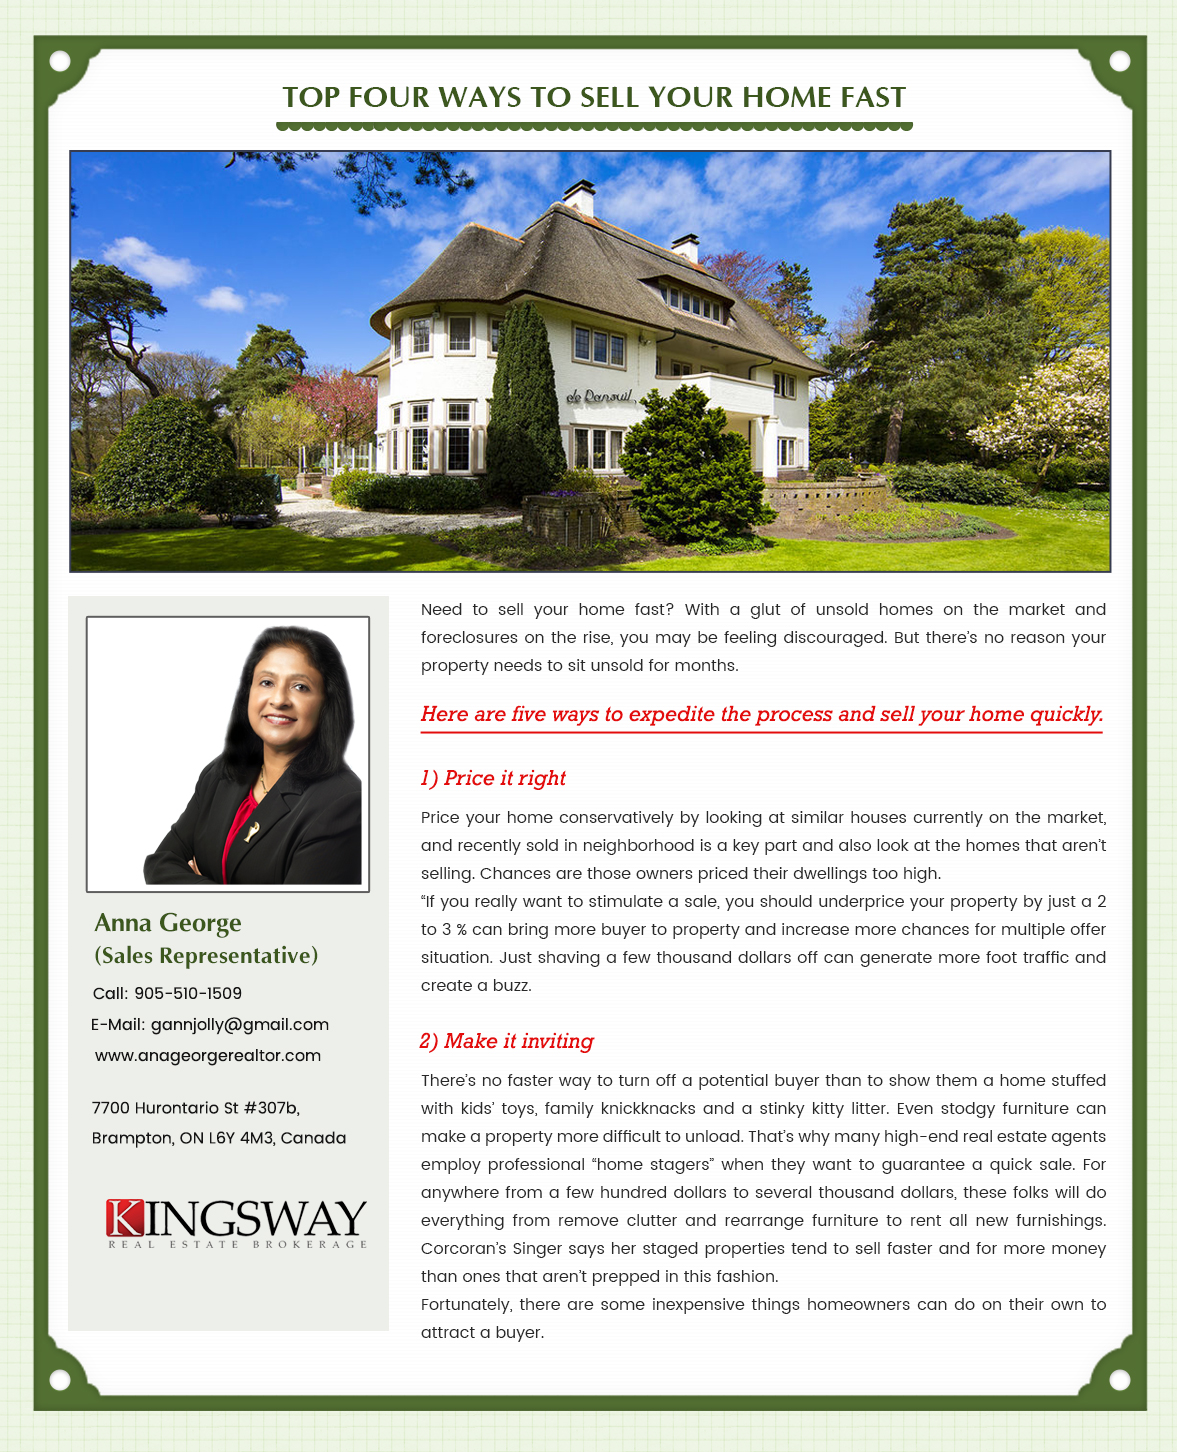 TOP FOUR WAYS TO SELL YOUR HOME FAST
Need to sell your home fast? With a glut of unsold homes on the market and
foreclosures on the rise, you may be feeling discouraged. But there's no reason your
property needs to sit unsold for months.
Here are five ways to expedite the process and sell your home quickly.
1) Price it right
Price your home conservatively by looking at similar houses currently on the market,
and recently sold in neighborhood is a key part and also look at the homes that aren't
selling. Chances are those owners priced their dwellings too high.
“If you really want to stimulate a sale, you should underprice your property by just a 2
to 3 % can bring more buyer to property and increase more chances for multiple offer
situation. Just shaving a few thousand dollars off can generate more foot traffic and
create a buzz.
2) Make it inviting
There's no faster way to turn off a potential buyer than to show them a home stuffed
with kids' toys, family knickknacks and a stinky kitty litter. Even stodgy furniture can
make a property more difficult to unload. That's why many high-end real estate agents
employ professional “home stagers” when they want to guarantee a quick sale. For
anywhere from a few hundred dollars to several thousand dollars, these folks will do
everything from remove clutter and rearrange furniture to rent all new furnishings.
Corcoran's Singer says her staged properties tend to sell faster and for more money
than ones that aren't prepped in this fashion.
Fortunately, there are some inexpensive things homeowners can do on their own to
attract a buyer.
Anna George
(Sales Representative)
Call: 905-510-1509
E-Mail: gannjolly@gmail.com
www.anageorgerealtor.com
7700 Hurontario St #307b,
Brampton, ON L6Y 4M3, Canada
KINGSWAY
REAL ESTATE BROKERAGE